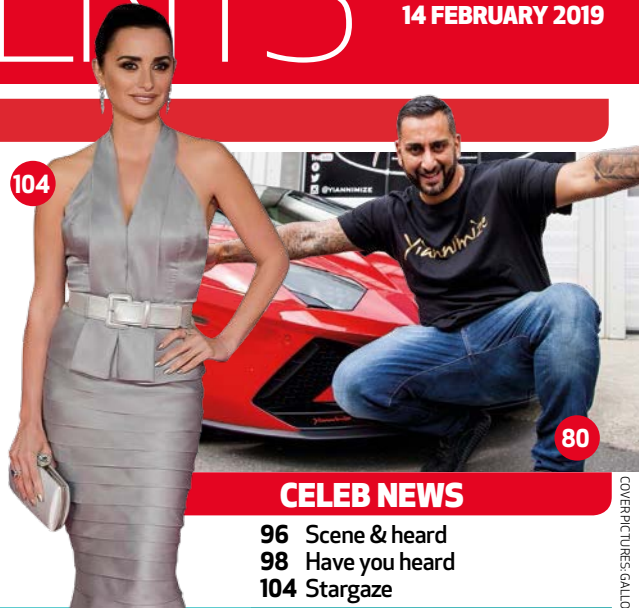 ENTS
14 FEBRUARY 2019
104
@YIANNIMIZE
Yiannimize
80
CELEB NEWS
96 Scene & heard
98 Have you heard
104 Stargaze
COVER PICTURES: GALLO